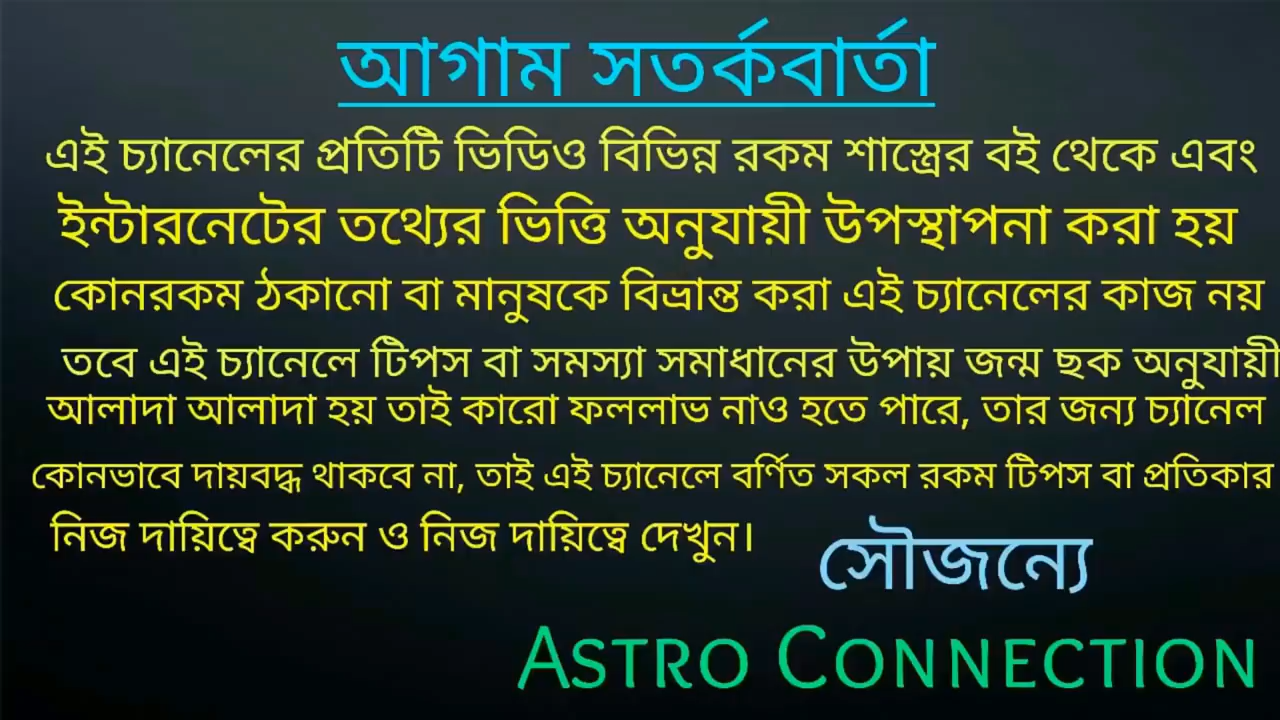 আগাম সতর্কবার্তা
এই চ্যানেলের প্রতিটি ভিডিও বিভিন্ন রকম শাস্ত্রের বই থেকে এবং
ইন্টারনেটের তথ্যের ভিত্তি অনুযায়ী উপস্থাপনা করা হয়
কোনরকম ঠকানো বা মানুষকে বিভ্রান্ত করা এই চ্যানেলের কাজ নয়
তবে এই চ্যানেলে টিপস বা সমস্যা সমাধানের উপায় জন্ম ছক অনুযায়ী
আলাদা আলাদা হয় তাই কারো ফললাভ নাও হতে পারে, তার জন্য চ্যানেল
কোনভাবে দায়বদ্ধ থাকবে না, তাই এই চ্যানেলে বর্ণিত সকল রকম টিপস বা প্রতিকার
নিজ দায়িত্বে করুন ও নিজ দায়িত্বে দেখুন।
সৌজন্যে
ASTRO CONNECTION